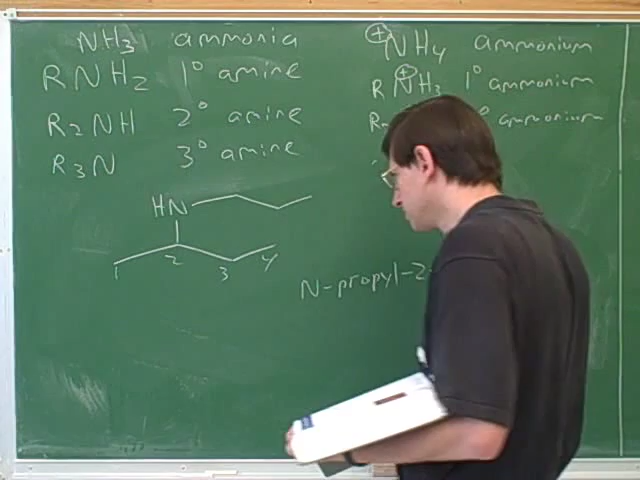 NH3 ammonia
⊕NH4 ammonium
RNH2 1° amine
R⊕NH3 1° ammonium
R2NH 2° amine
° ammonium
R3N 3° amine
HN
1 2 3 4
N-propyl-2